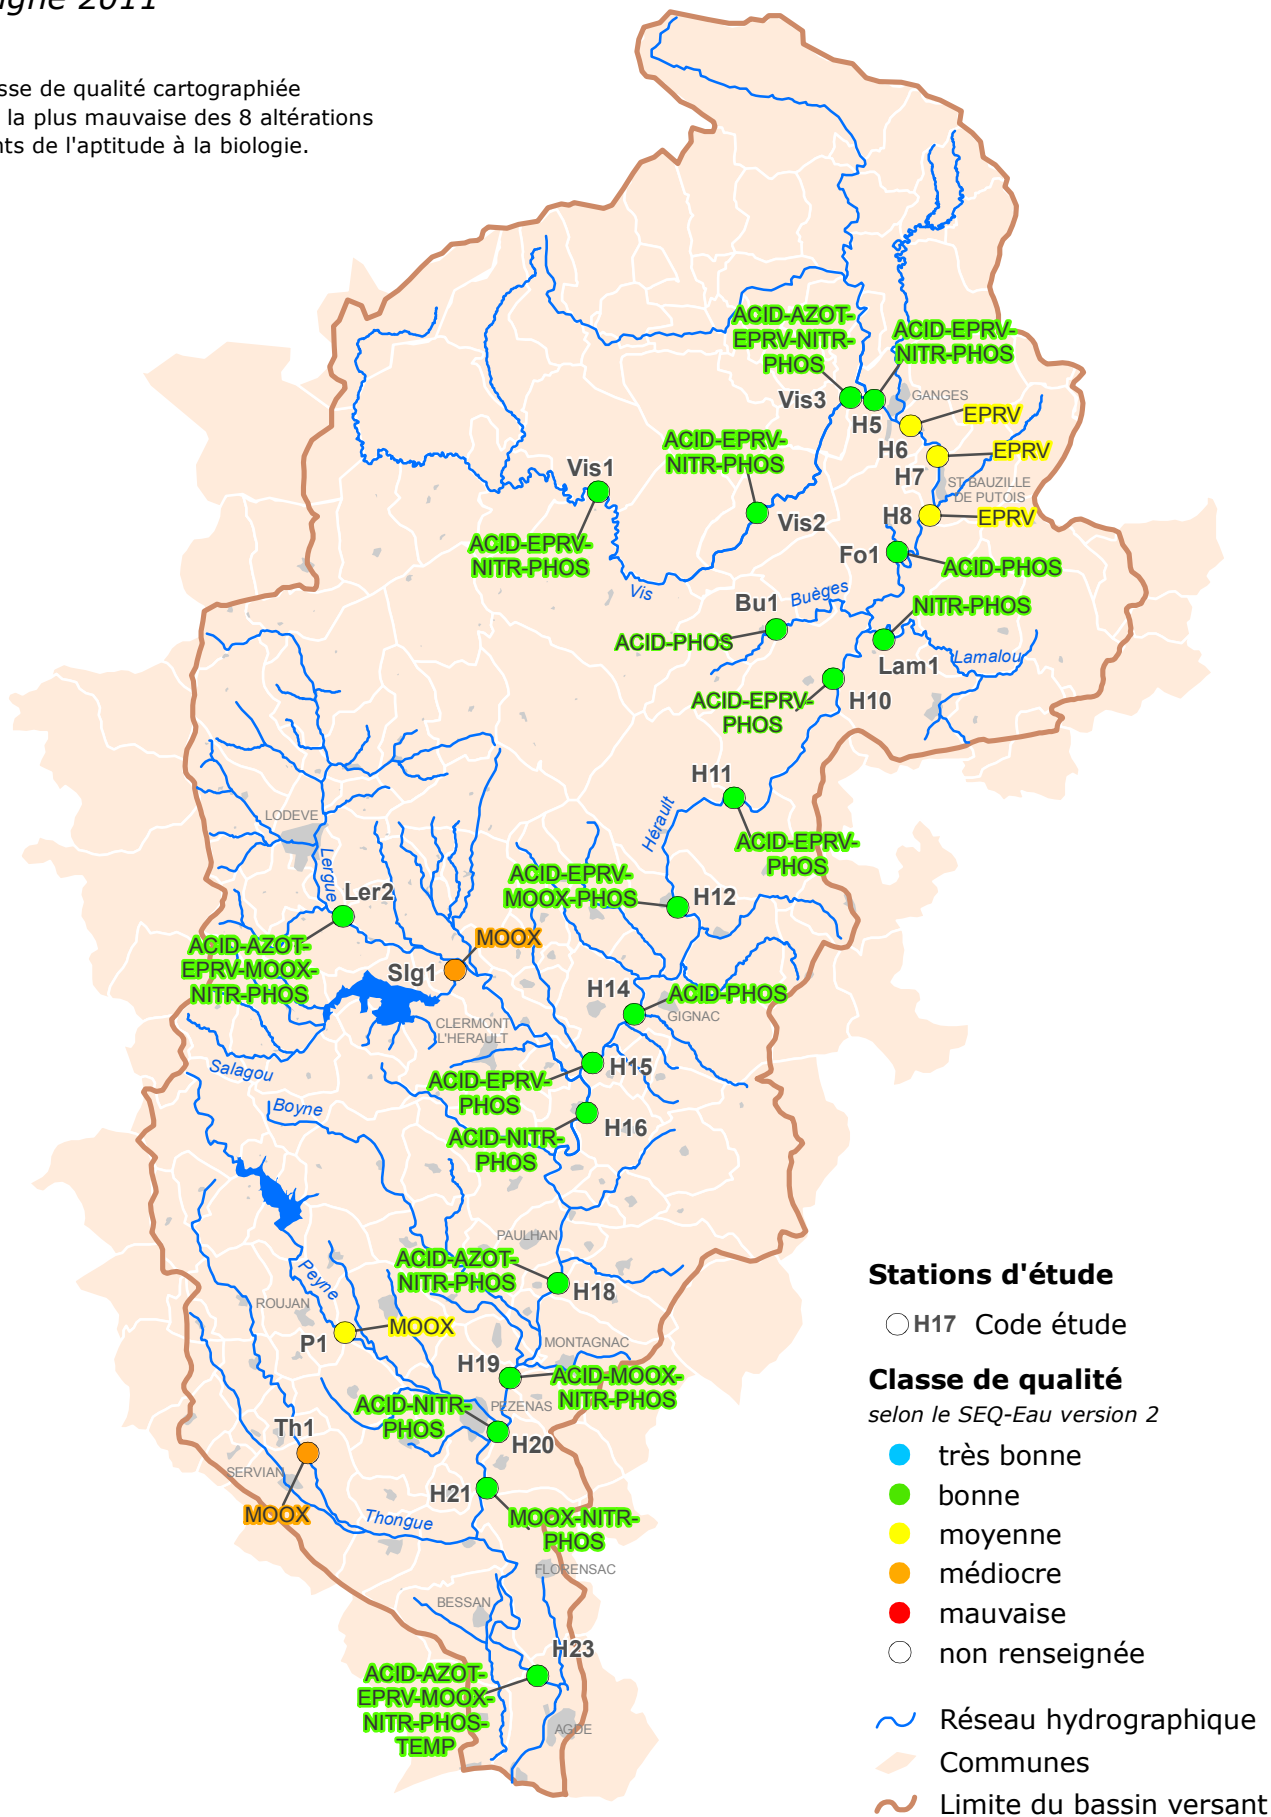 2011
sse de qualité cartographiée
la plus mauvaise des 8 altérations
nts de l'aptitude à la biologie.
ACID-AZOT-
EPRV-NITR-
PHOS
ACID-EPRV-
NITR-PHOS
Vis3
H5
GANGES
EPRV
H6
EPRV
H7
ST BAUZILLE
DE PUTOIS
ACID-EPRV-
NITR-PHOS
Vis1
Vis2
H8
EPRV
ACID-EPRV-
NITR-PHOS
Fo1
ACID-PHOS
Vis
Buèges
Bu1
NITR-PHOS
ACID-PHOS
Lam1
Lamalou
ACID-EPRV-
PHOS
H10
H11
Hérault
ACID-EPRV-
PHOS
LODEVE
Lergue
Ler2
ACID-EPRV-
MOOX-PHOS
H12
ACID-AZOT-
EPRV-MOOX-
NITR-PHOS
MOOX
Slg1
H14
ACID-PHOS
GIGNAC
CLERMONT
L'HERAULT
Salagou
H15
ACID-EPRV-
PHOS
Boyne
ACID-NITR-
PHOS
H16
PAULHAN
ACID-AZOT-
NITR-PHOS
H18
Peyne
ROUJAN
P1
MOOX
MONTAGNAC
H19
ACID-MOOX-
NITR-PHOS
ACID-NITR-
PHOS
PEZENAS
H20
Th1
SERVIAN
MOOX
H21
Thongue
MOOX-NITR-
PHOS
FLORENSAC
BESSAN
H23
ACID-AZOT-
EPRV-MOOX-
NITR-PHOS-
TEMP
AGDE
Stations d'étude
H17 Code étude
Classe de qualité
selon le SEQ-Eau version 2
très bonne
bonne
moyenne
médiocre
mauvaise
non renseignée
Réseau hydrographique
Communes
Limite du bassin versant